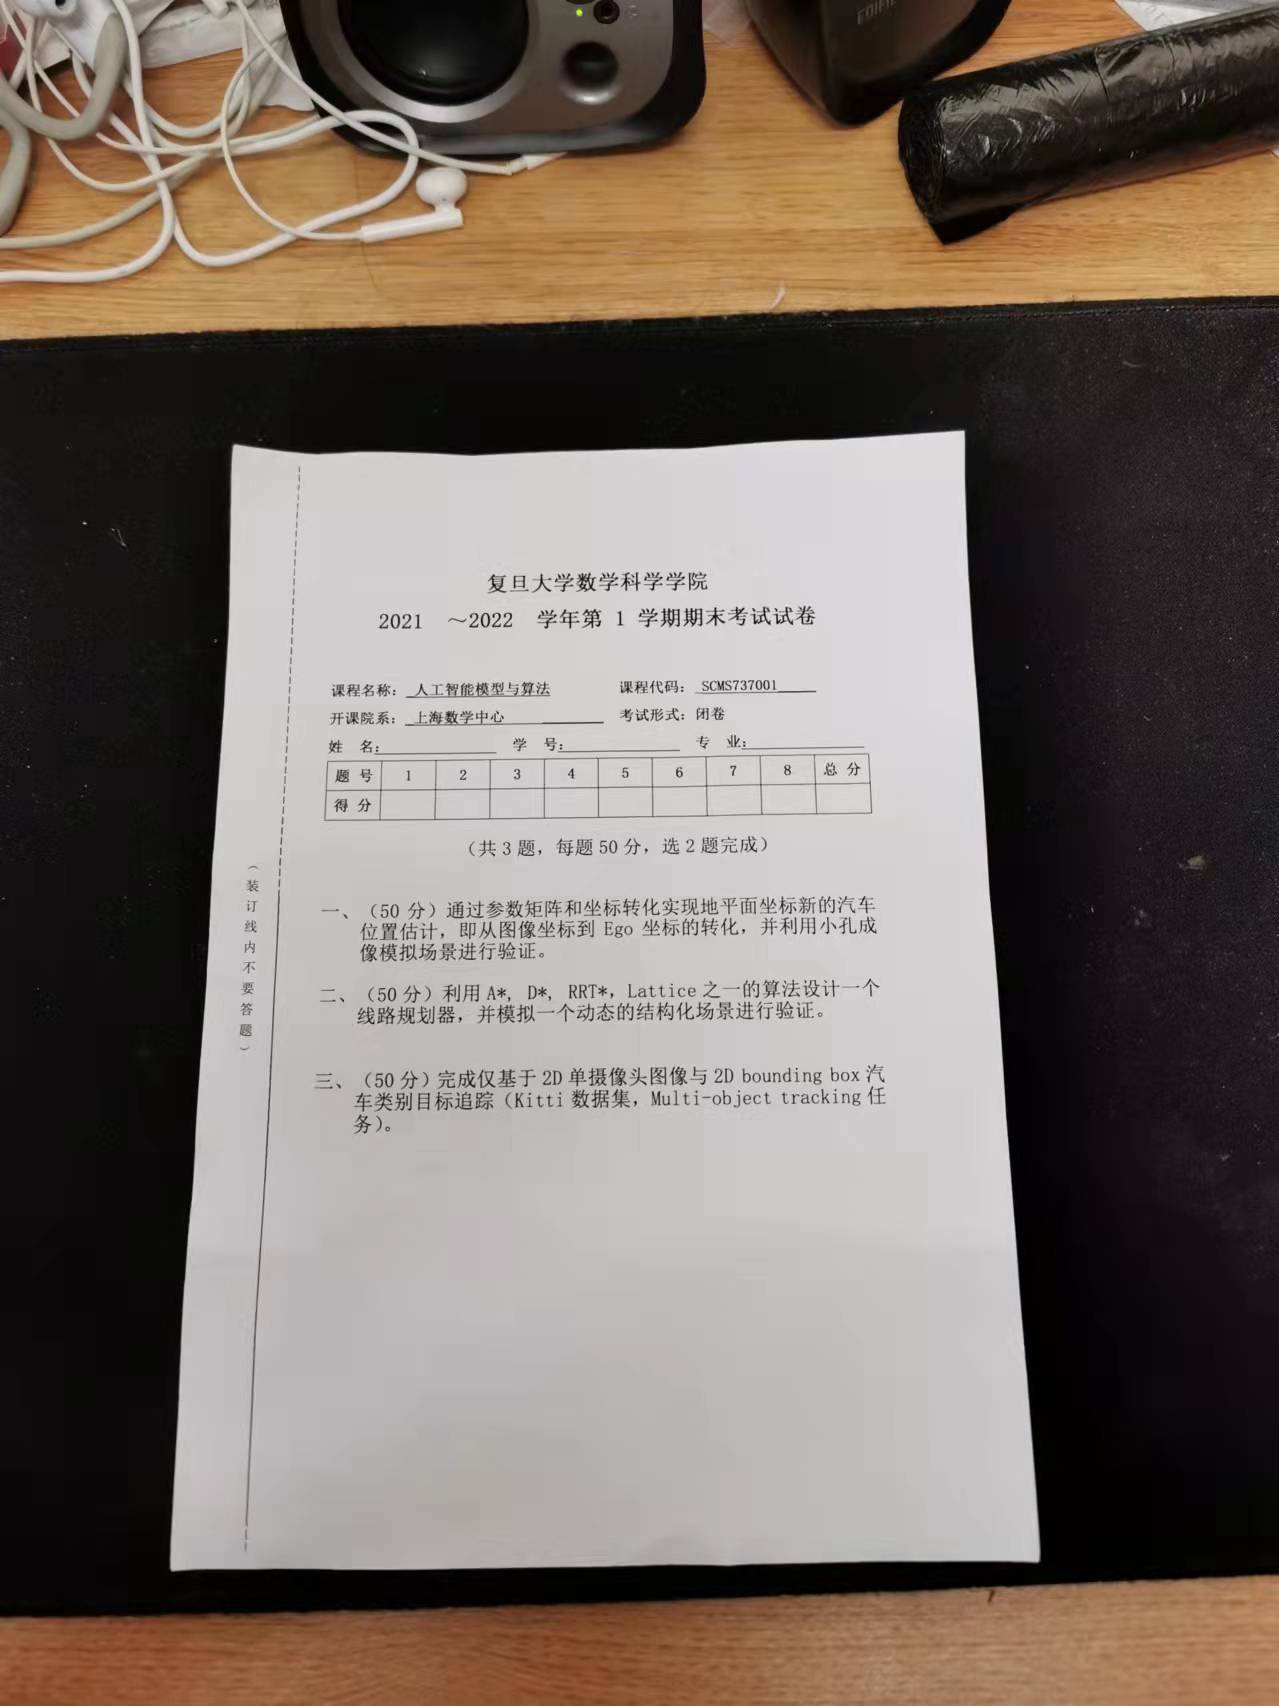 EDIFI
复旦大学数学科学学院
2021 ～2022 学年第 1 学期期末考试试卷
课程名称：人工智能模型与算法 课程代码：SCMS737001
开课院系：上海数学中心 考试形式：闭卷
姓 名： 学 号： 专 业：
题 号 1 2 3 4 5 6 7 8 总 分
得 分
（共 3 题，每题 50 分，选 2 题完成）
一、（50 分）通过参数矩阵和坐标转化实现地平面坐标新的汽车
位置估计，即从图像坐标到 Ego 坐标的转化，并利用小孔成
像模拟场景进行验证。
二、（50 分）利用 A*, D*, RRT*，Lattice 之一的算法设计一个
线路规划器，并模拟一个动态的结构化场景进行验证。
三、（50 分）完成仅基于 2D 单摄像头图像与 2D bounding box 汽
车类别目标追踪（Kitti 数据集，Multi-object tracking 任
务）。
（装订线内不要答题）